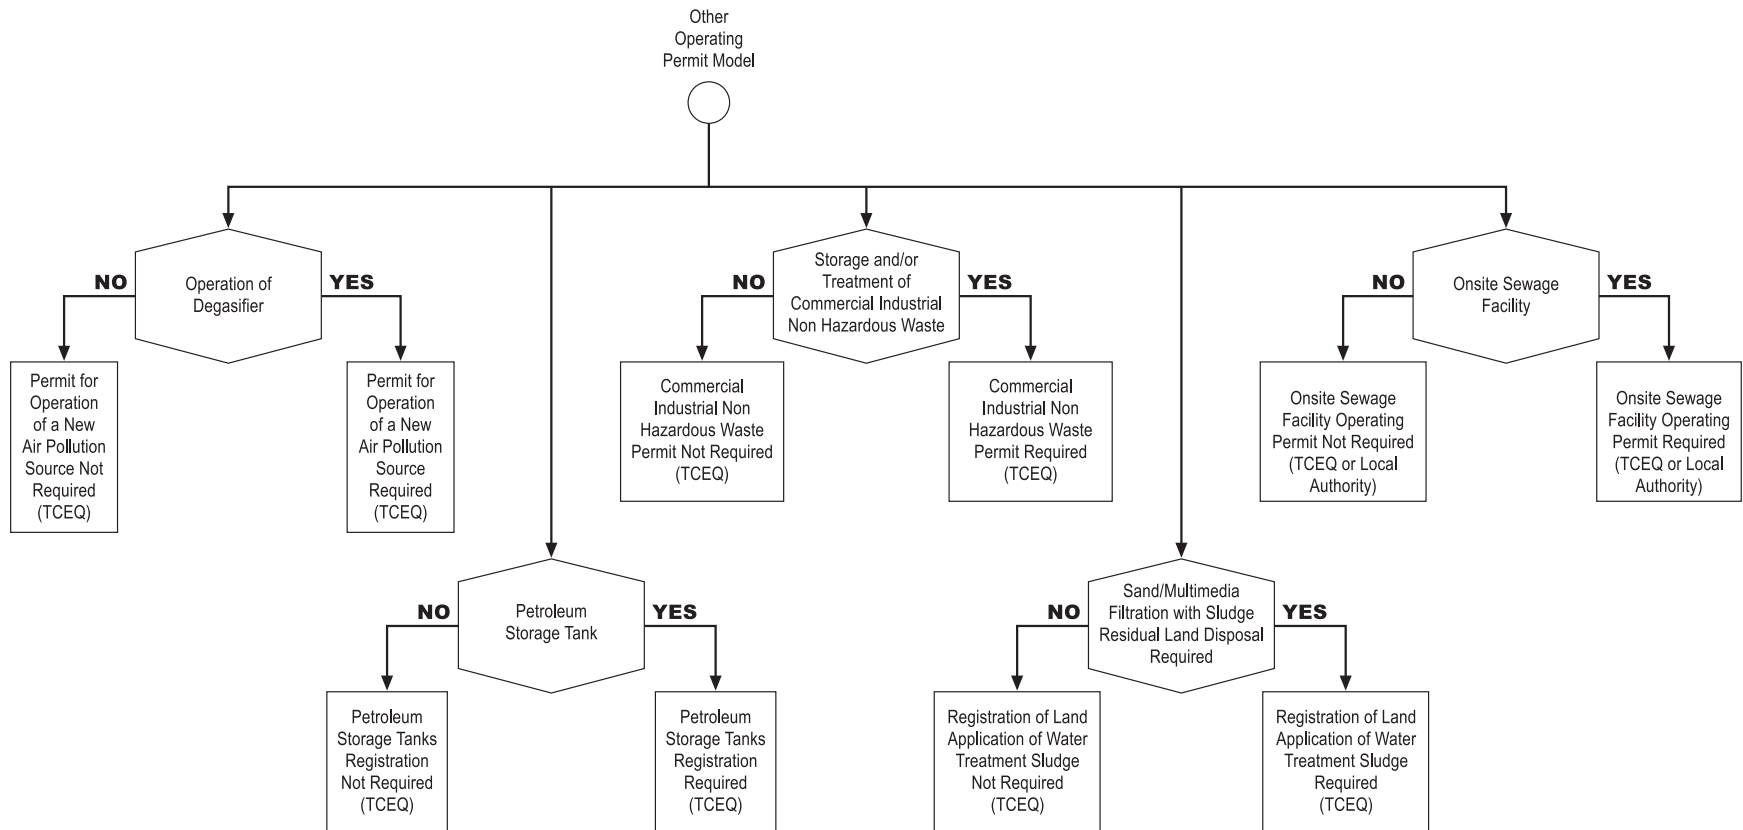 Other
Operating
Permit Model
NO
Operation of
Degasifier
YES
Permit for
Operation
of a New
Air Pollution
Source Not
Required
(TCEQ)
Permit for
Operation
of a New
Air Pollution
Source
Required
(TCEQ)
NO
Petroleum
Storage Tank
YES
Petroleum
Storage Tanks
Registration
Not Required
(TCEQ)
Petroleum
Storage Tanks
Registration
Required
(TCEQ)
NO
Storage and/or
Treatment of
Commercial Industrial
Non Hazardous Waste
YES
Commercial
Industrial Non
Hazardous Waste
Permit Not Required
(TCEQ)
Commercial
Industrial Non
Hazardous Waste
Permit Required
(TCEQ)
NO
Sand/Multimedia
Filtration with Sludge
Residual Land Disposal
Required
YES
Registration of Land
Application of Water
Treatment Sludge
Not Required
(TCEQ)
Registration of Land
Application of Water
Treatment Sludge
Required
(TCEQ)
NO
Onsite Sewage
Facility
YES
Onsite Sewage
Facility Operating
Permit Not Required
(TCEQ or Local
Authority)
Onsite Sewage
Facility Operating
Permit Required
(TCEQ or Local
Authority)